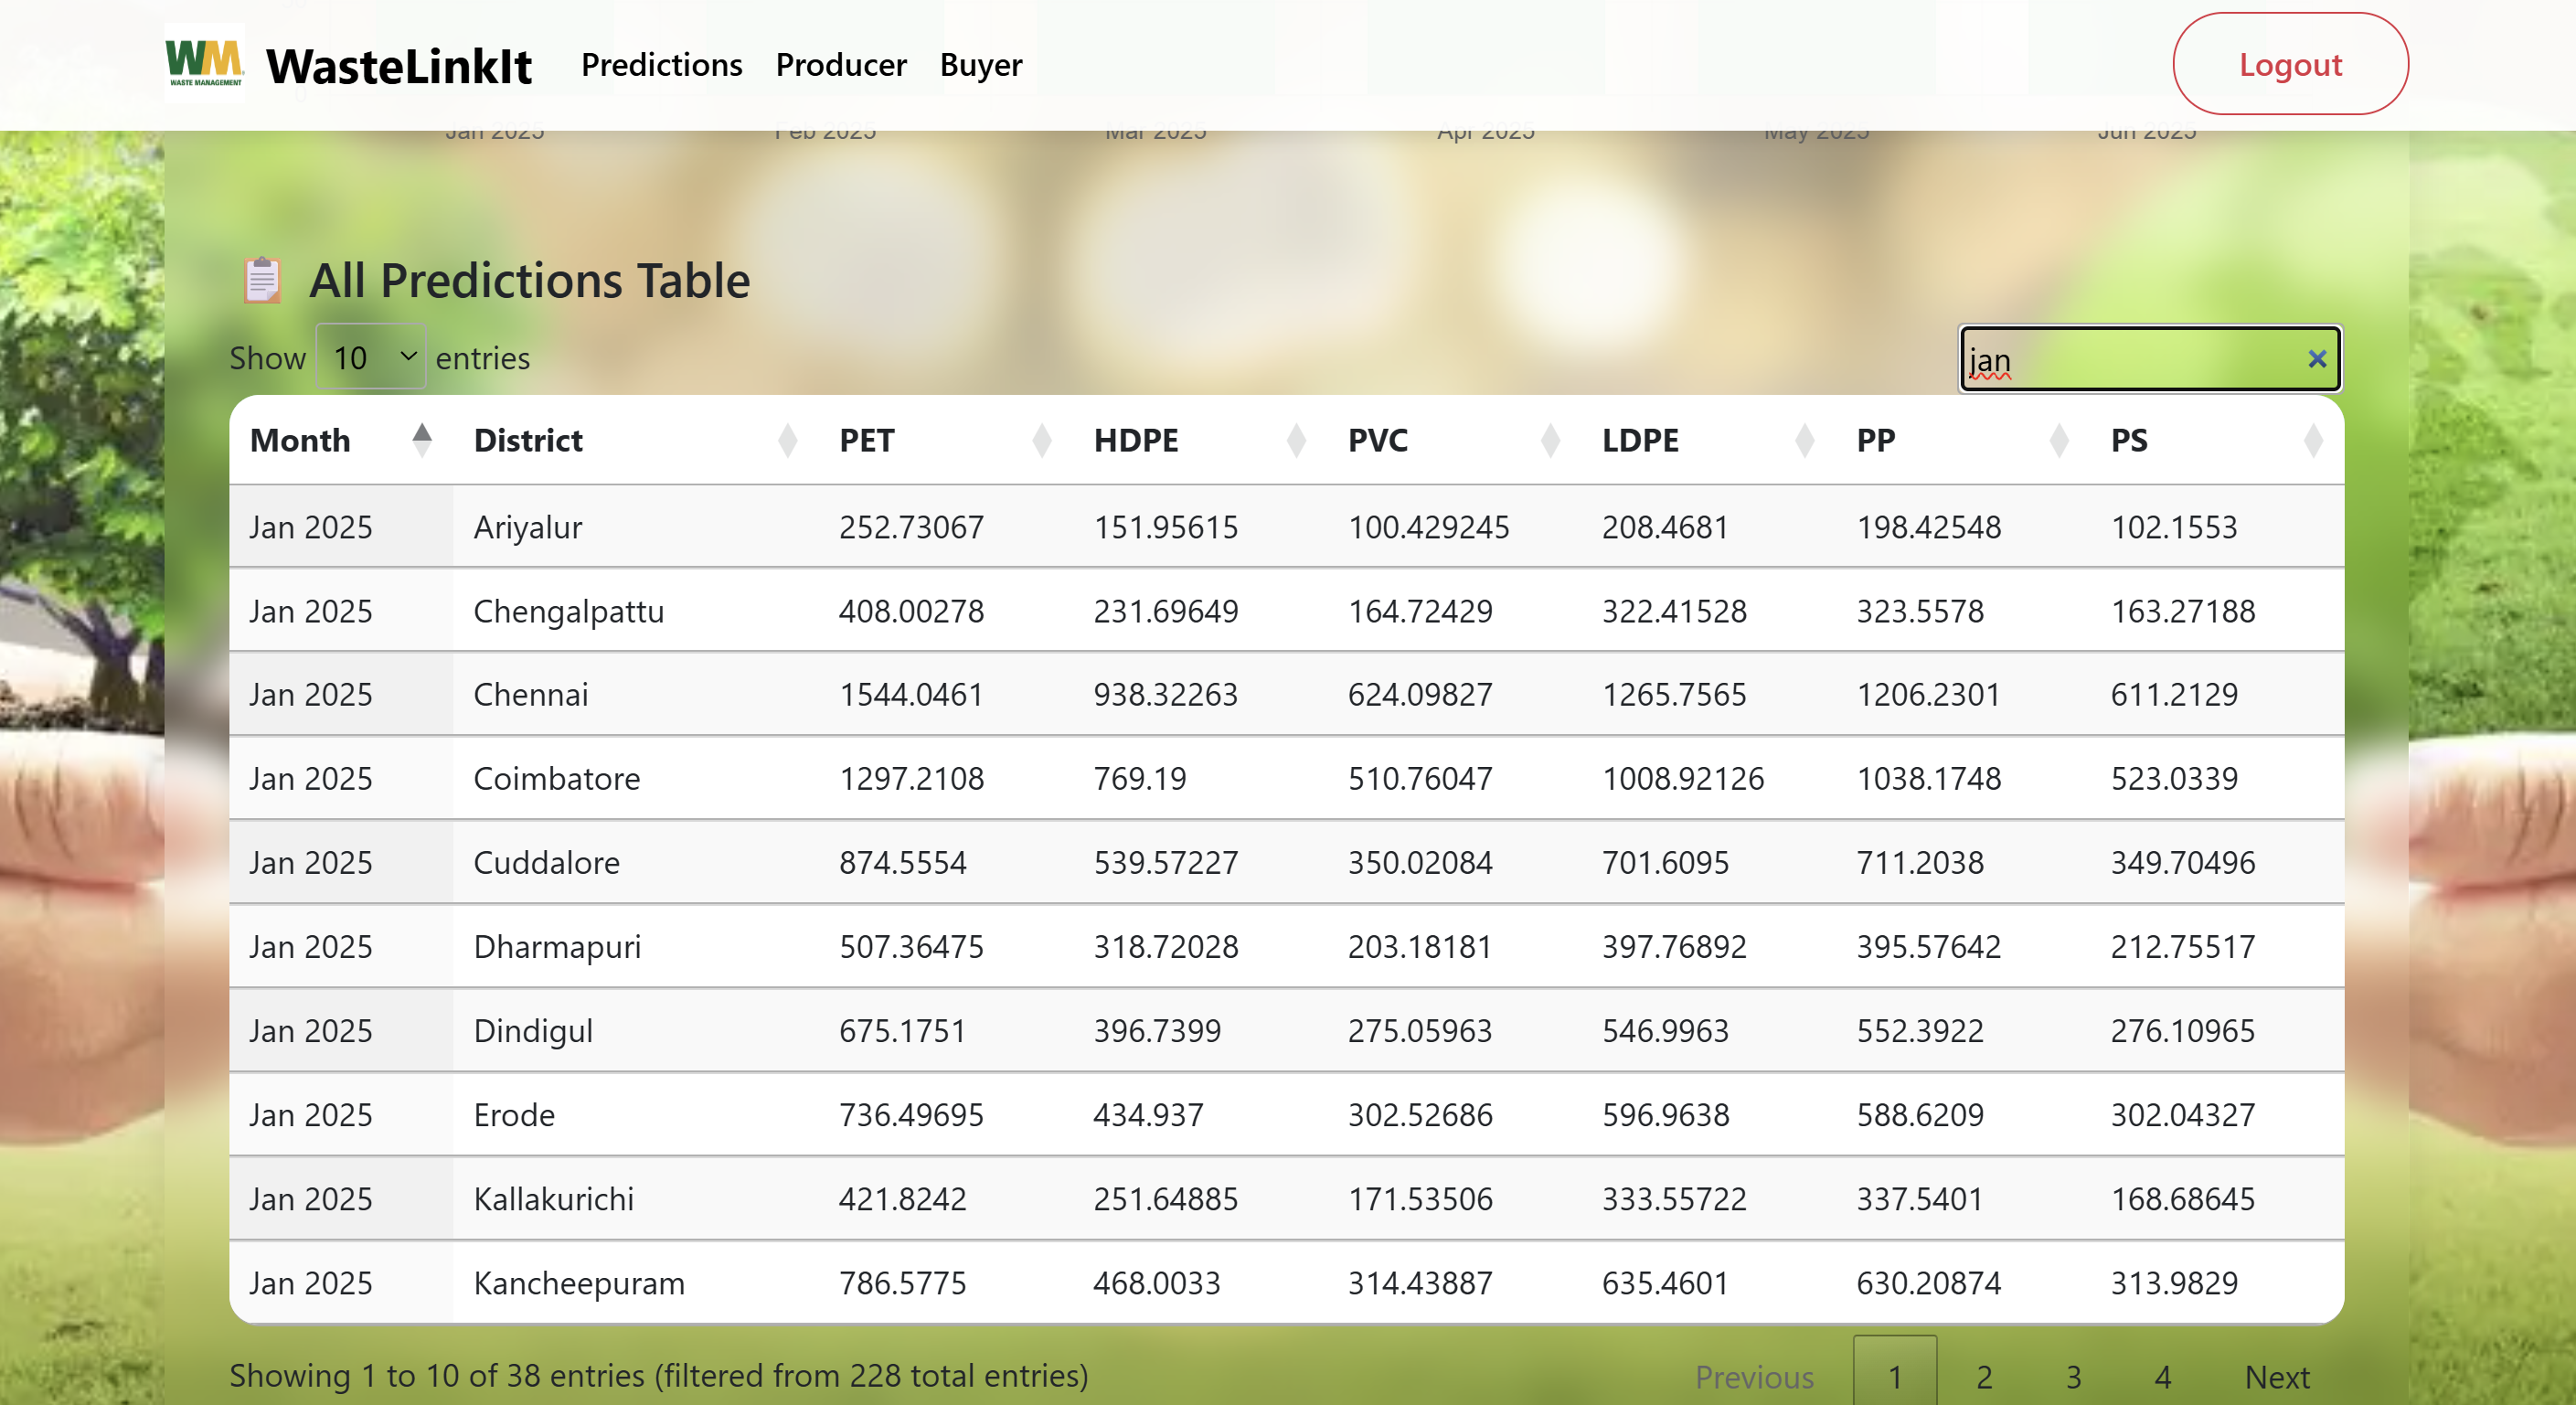 WM
WASTE MANAGEMENT
WasteLinkIt Predictions Producer Buyer Logout
Jan 2025 Feb 2025 Mar 2025 Apr 2025 May 2025 Jun 2025
All Predictions Table
Show 10 entries jan
Month District PET HDPE PVC LDPE PP PS
Jan 2025 Ariyalur 252.73067 151.95615 100.429245 208.4681 198.42548 102.1553
Jan 2025 Chengalpattu 408.00278 231.69649 164.72429 322.41528 323.5578 163.27188
Jan 2025 Chennai 1544.0461 938.32263 624.09827 1265.7565 1206.2301 611.2129
Jan 2025 Coimbatore 1297.2108 769.19 510.76047 1008.92126 1038.1748 523.0339
Jan 2025 Cuddalore 874.5554 539.57227 350.02084 701.6095 711.2038 349.70496
Jan 2025 Dharmapuri 507.36475 318.72028 203.18181 397.76892 395.57642 212.75517
Jan 2025 Dindigul 675.1751 396.7399 275.05963 546.9963 552.3922 276.10965
Jan 2025 Erode 736.49695 434.937 302.52686 596.9638 588.6209 302.04327
Jan 2025 Kallakurichi 421.8242 251.64885 171.53506 333.55722 337.5401 168.68645
Jan 2025 Kancheepuram 786.5775 468.0033 314.43887 635.4601 630.20874 313.9829
Showing 1 to 10 of 38 entries (filtered from 228 total entries) Previous 1 2 3 4 Next